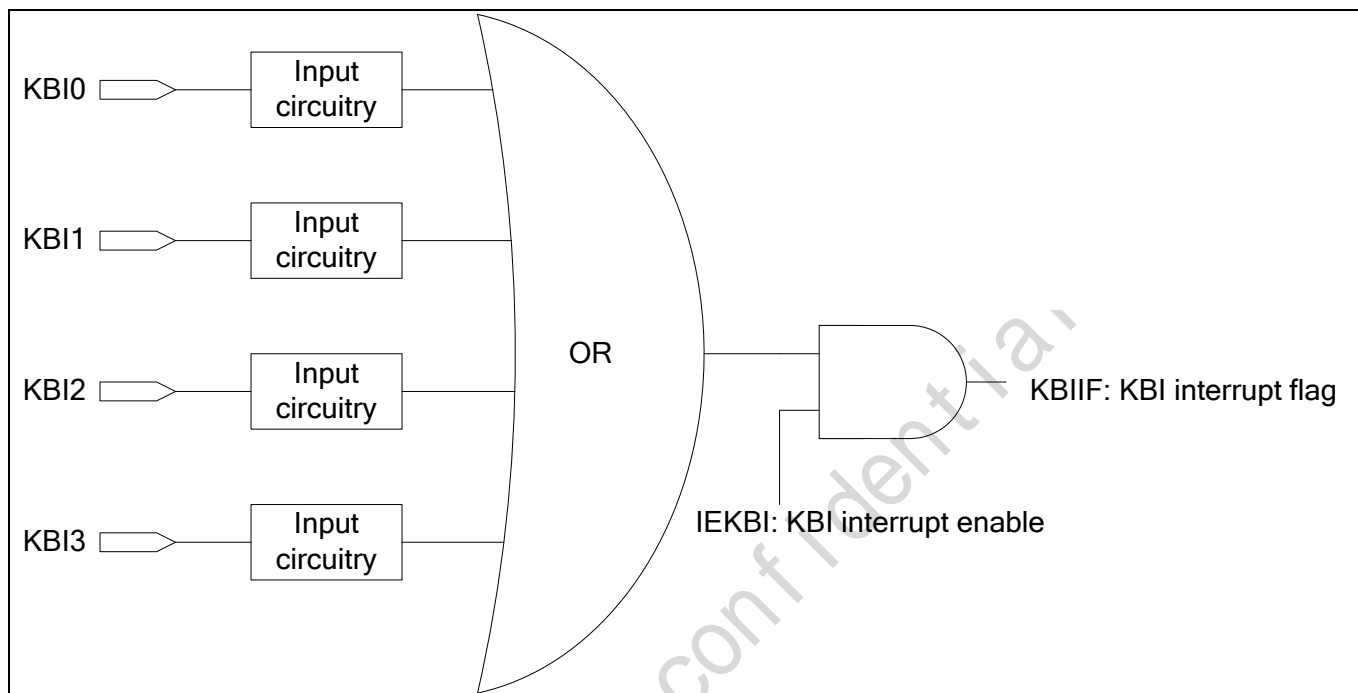 KBI0
Input
circuitry
KBI1
Input
circuitry
KBI2
Input
circuitry
KBI3
Input
circuitry
OR
KBIIF: KBI interrupt flag
IEKBI: KBI interrupt enable
confidential